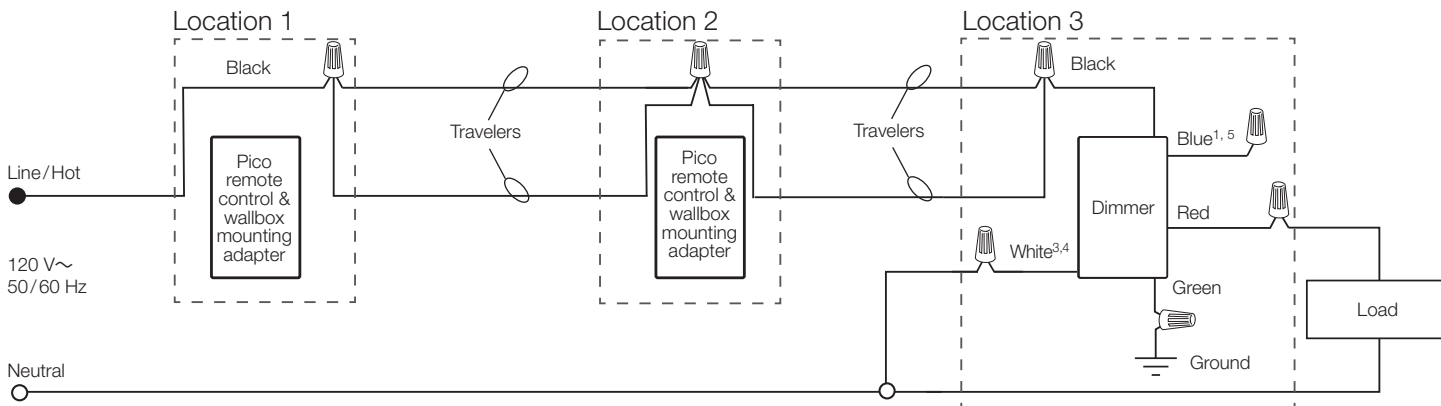 Location 1
Location 2
Location 3
Black
Black
Travelers
Travelers
Blue1, 5
Line/Hot
Pico
remote
control &
wallbox
mounting
adapter
Pico
remote
control &
wallbox
mounting
adapter
Dimmer
Red
White3,4
120 V~
50/60 Hz
Green
Load
Ground
Neutral